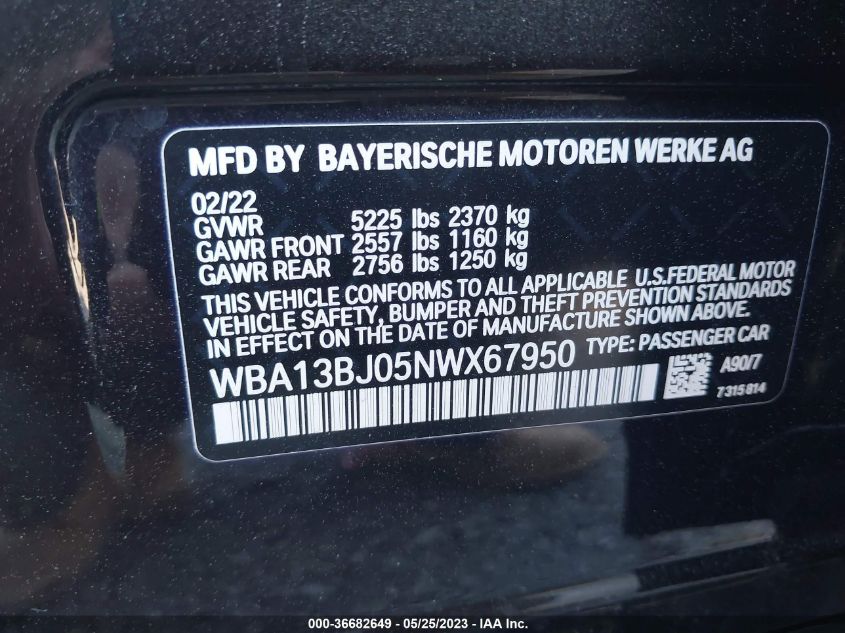 MFD BY BAYERISCHE MOTOREN WERKE AG
02/22
GVWR 5225 lbs 2370 kg
GAWR FRONT 2557 lbs 1160 kg
GAWR REAR 2756 lbs 1250 kg
THIS VEHICLE CONFORMS TO ALL APPLICABLE U.S.FEDERAL MOTOR
VEHICLE SAFETY, BUMPER AND THEFT PREVENTION STANDARDS
IN EFFECT ON THE DATE OF MANUFACTURE SHOWN ABOVE.
WBA13BJ05NWX67950 TYPE: PASSENGER CAR
A90/7
7315814
000-36682649 - 05/25/2023 - IAA Inc.